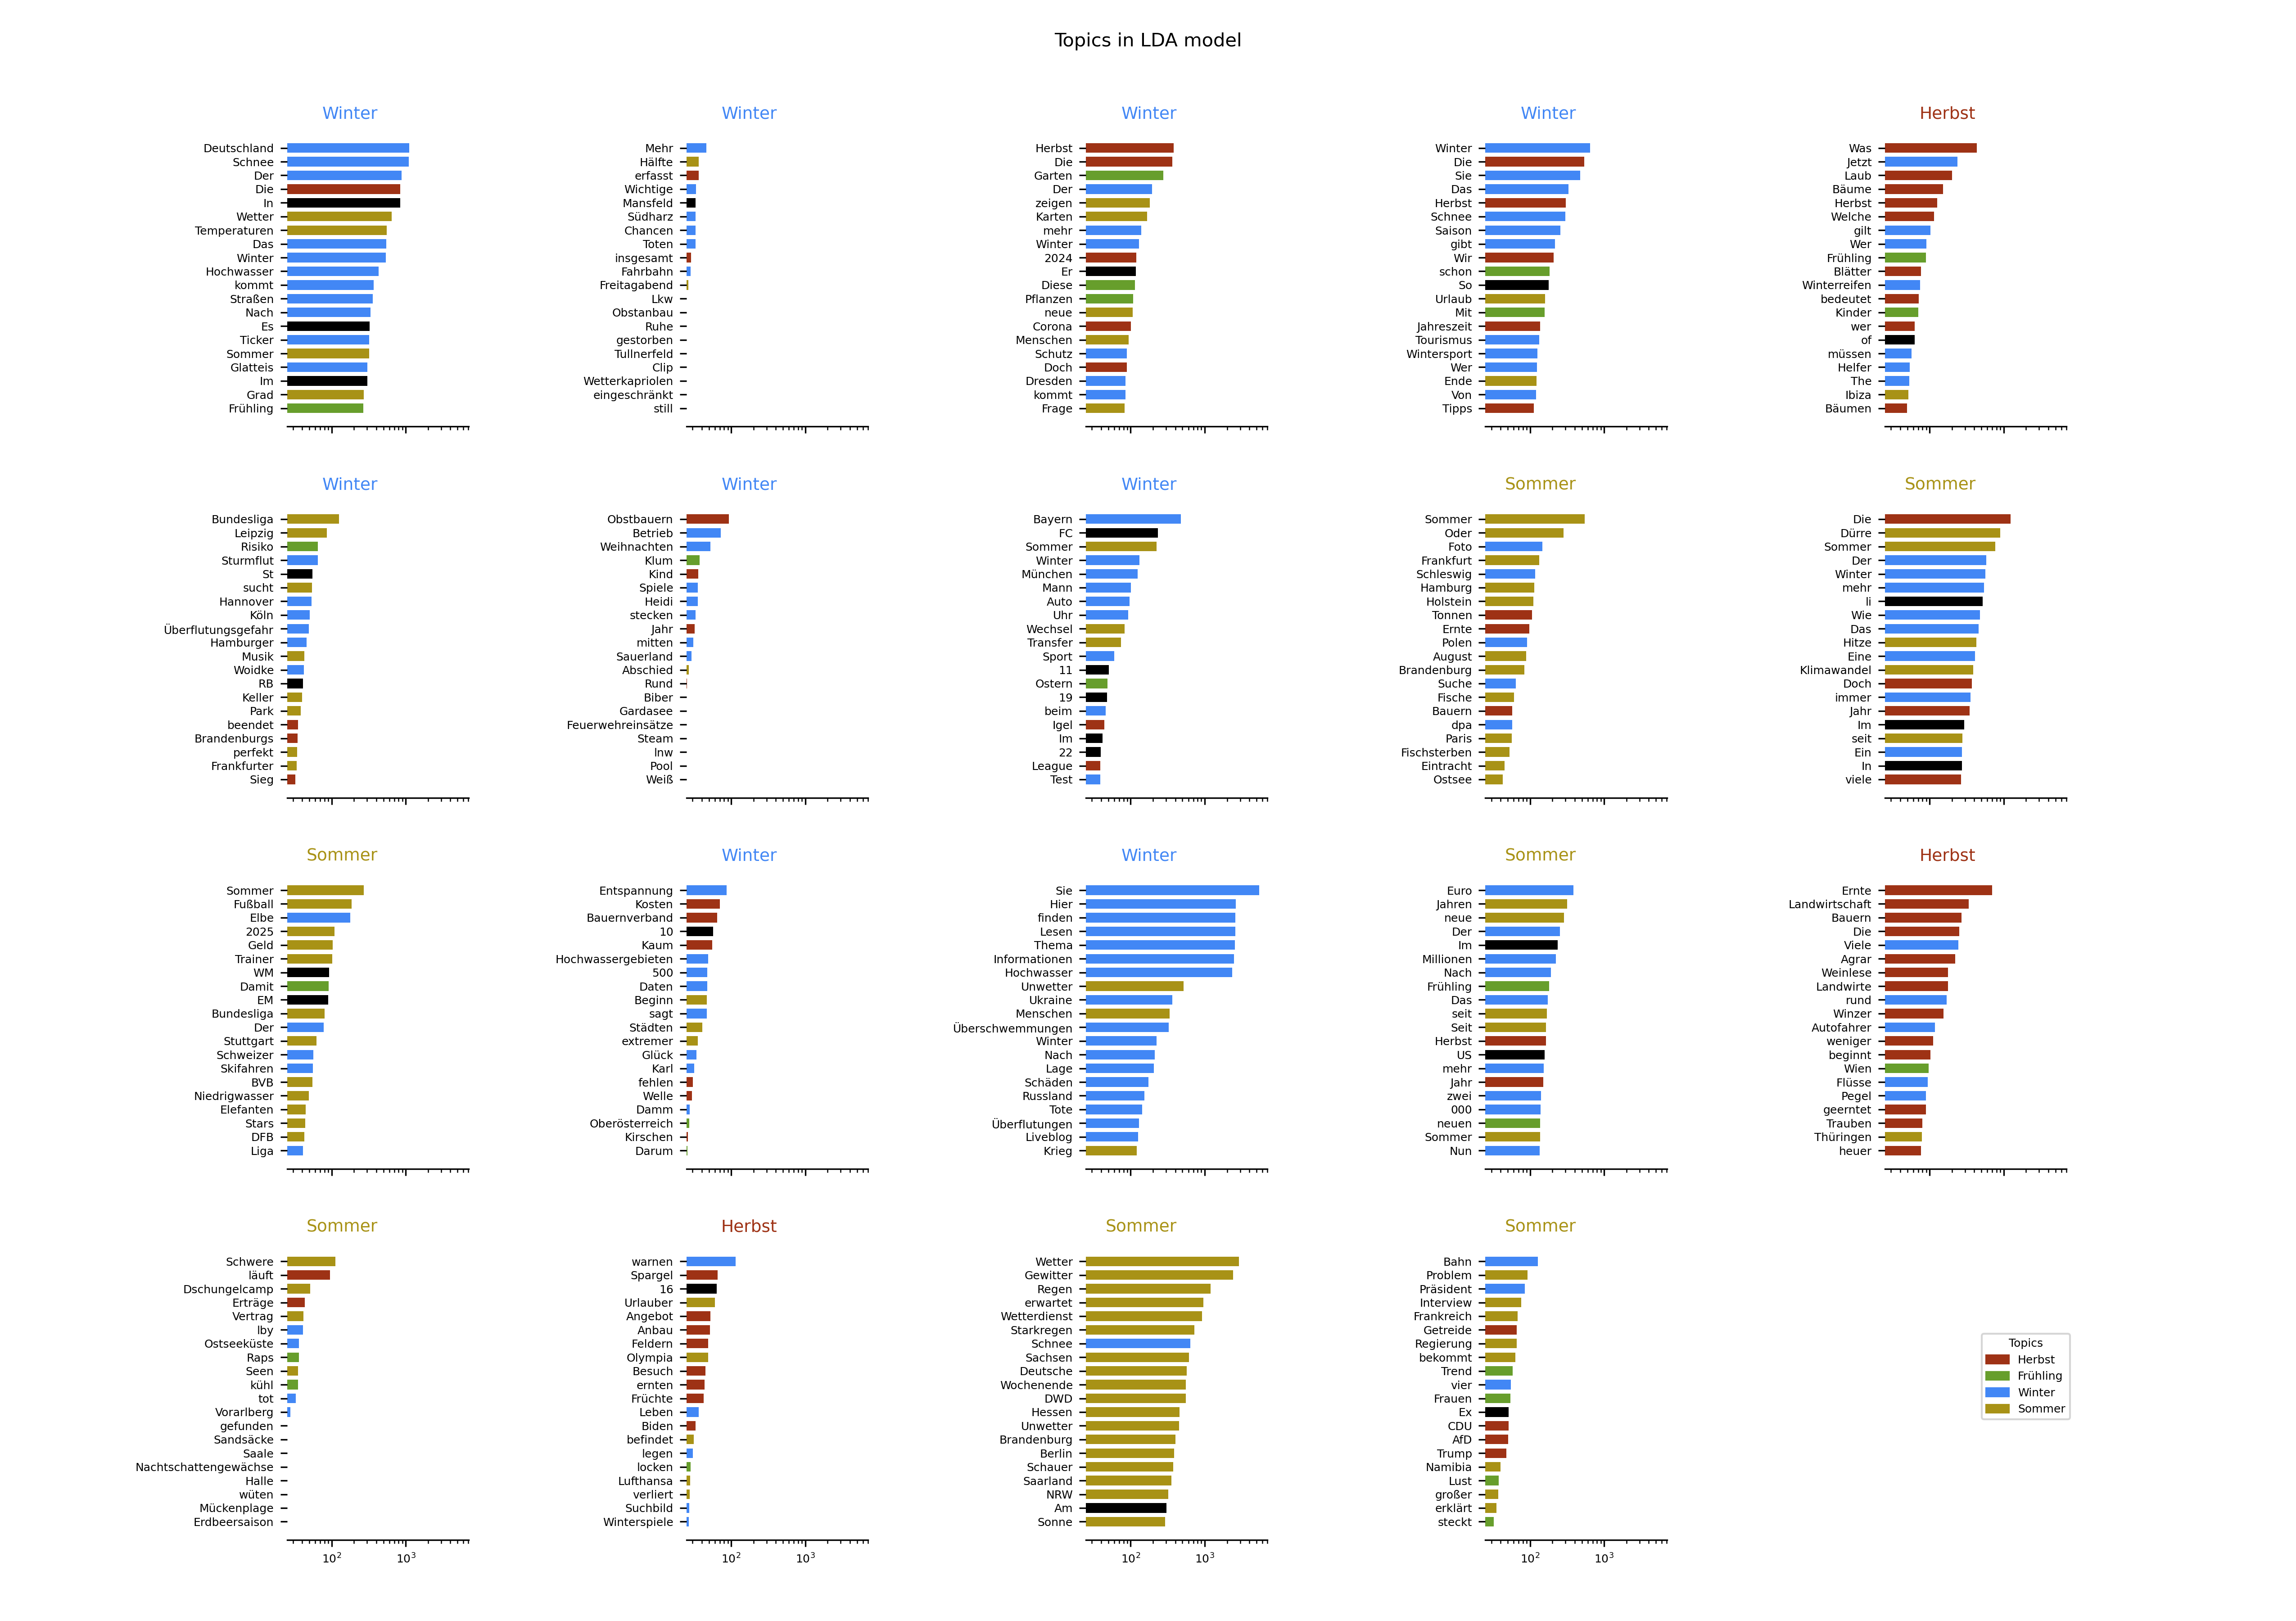 Topics in LDA model
Winter
Deutschland
Schnee
Der
Die
In
Wetter
Temperaturen
Das
Winter
Hochwasser
kommt
Straßen
Nach
Es
Ticker
Sommer
Glatteis
Im
Grad
Frühling
Winter
Mehr
Hälfte
erfasst
Wichtige
Mansfeld
Südharz
Chancen
Toten
insgesamt
Fahrbahn
Freitagabend
Lkw
Obstanbau
Ruhe
gestorben
Tullnerfeld
Clip
Wetterkapriolen
eingeschränkt
still
Winter
Herbst
Die
Garten
Der
zeigen
Karten
mehr
Winter
2024
Er
Diese
Pflanzen
neue
Corona
Menschen
Schutz
Doch
Dresden
kommt
Frage
Winter
Winter
Die
Sie
Das
Herbst
Schnee
Saison
gibt
Wir
schon
So
Urlaub
Mit
Jahreszeit
Tourismus
Wintersport
Wer
Ende
Von
Tipps
Herbst
Was
Jetzt
Laub
Bäume
Herbst
Welche
gilt
Wer
Frühling
Blätter
Winterreifen
bedeutet
Kinder
wer
of
müssen
Helfer
The
Ibiza
Bäumen
Winter
Bundesliga
Leipzig
Risiko
Sturmflut
St
sucht
Hannover
Köln
Überflutungsgefahr
Hamburger
Musik
Woidke
RB
Keller
Park
beendet
Brandenburgs
perfekt
Frankfurter
Sieg
Winter
Obstbauern
Betrieb
Weihnachten
Klum
Kind
Spiele
Heidi
stecken
Jahr
mitten
Sauerland
Abschied
Rund
Biber
Gardasee
Feuerwehreinsätze
Steam
lnw
Pool
Weiß
Winter
Bayern
FC
Sommer
Winter
München
Mann
Auto
Uhr
Wechsel
Transfer
Sport
11
Ostern
19
beim
Igel
Im
22
League
Test
Sommer
Sommer
Oder
Foto
Frankfurt
Schleswig
Hamburg
Holstein
Tonnen
Ernte
Polen
August
Brandenburg
Suche
Fische
Bauern
dpa
Paris
Fischsterben
Eintracht
Ostsee
Sommer
Die
Dürre
Sommer
Der
Winter
mehr
li
Wie
Das
Hitze
Eine
Klimawandel
Doch
immer
Jahr
Im
seit
Ein
In
viele
Sommer
Sommer
Fußball
Elbe
2025
Geld
Trainer
WM
Damit
EM
Bundesliga
Der
Stuttgart
Schweizer
Skifahren
BVB
Niedrigwasser
Elefanten
Stars
DFB
Liga
Winter
Entspannung
Kosten
Bauernverband
10
Kaum
Hochwassergebieten
500
Daten
Beginn
sagt
Städten
extremer
Glück
Karl
fehlen
Welle
Damm
Oberösterreich
Kirschen
Darum
Winter
Sie
Hier
finden
Lesen
Thema
Informationen
Hochwasser
Unwetter
Ukraine
Menschen
Überschwemmungen
Winter
Nach
Lage
Schäden
Russland
Tote
Überflutungen
Liveblog
Krieg
Sommer
Euro
Jahren
neue
Der
Im
Millionen
Nach
Frühling
Das
seit
Seit
Herbst
US
mehr
Jahr
zwei
000
neuen
Sommer
Nun
Herbst
Ernte
Landwirtschaft
Bauern
Die
Viele
Agrar
Weinlese
Landwirte
rund
Winzer
Autofahrer
weniger
beginnt
Wien
Flüsse
Pegel
geerntet
Trauben
Thüringen
heuer
Sommer
Schwere
läuft
Dschungelcamp
Erträge
Vertrag
lby
Ostseeküste
Raps
Seen
kühl
tot
Vorarlberg
gefunden
Sandsäcke
Saale
Nachtschattengewächse
Halle
wüten
Mückenplage
Erdbeersaison
10² 10³
Herbst
warnen
Spargel
16
Urlauber
Angebot
Anbau
Feldern
Olympia
Besuch
ernten
Früchte
Leben
Biden
befindet
legen
locken
Lufthansa
verliert
Suchbild
Winterspiele
10² 10³
Sommer
Wetter
Gewitter
Regen
erwartet
Wetterdienst
Starkregen
Schnee
Sachsen
Deutsche
Wochenende
DWD
Hessen
Unwetter
Brandenburg
Berlin
Schauer
Saarland
NRW
Am
Sonne
10² 10³
Sommer
Bahn
Problem
Präsident
Interview
Frankreich
Getreide
Regierung
bekommt
Trend
vier
Frauen
Ex
CDU
AfD
Trump
Namibia
Lust
großer
erklärt
steckt
10² 10³
Topics
Herbst
Frühling
Winter
Sommer